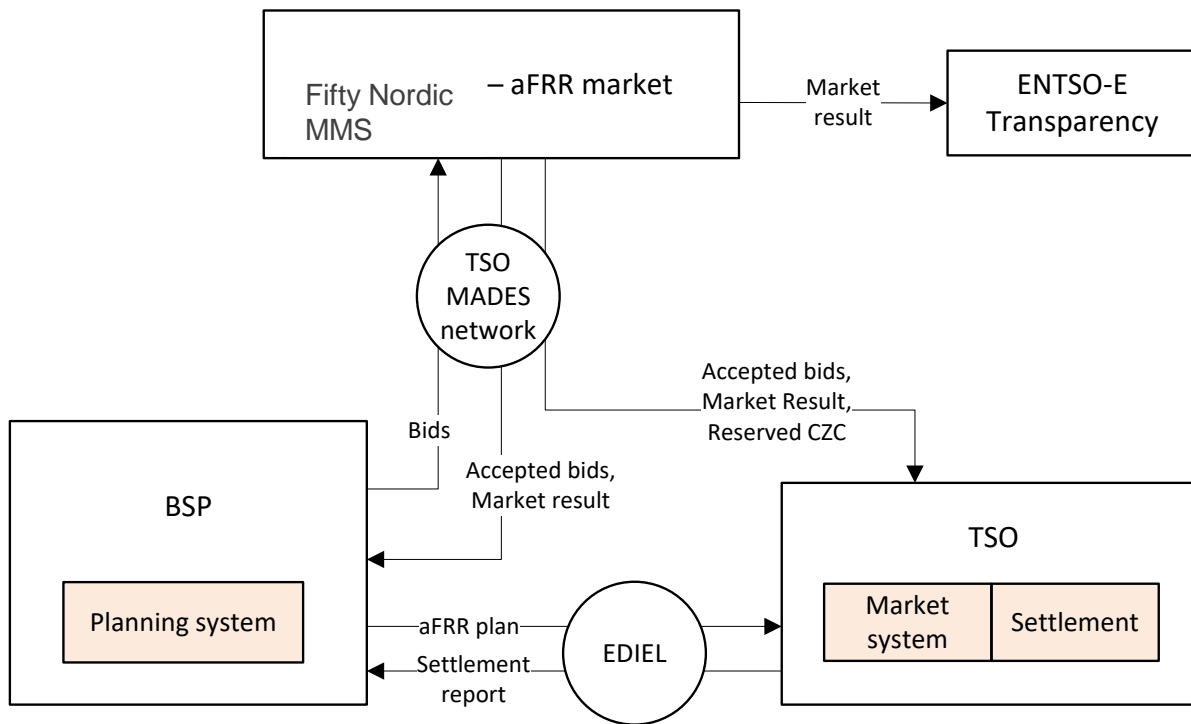 Fifty Nordic
MMS
– aFRR market
Market
result
ENTSO-E
Transparency
TSO
MADES
network
Bids
Accepted bids,
Market result
Accepted bids,
Market Result,
Reserved CZC
BSP
Planning system
TSO
Market
system
Settlement
aFRR plan
Settlement
report
EDIEL